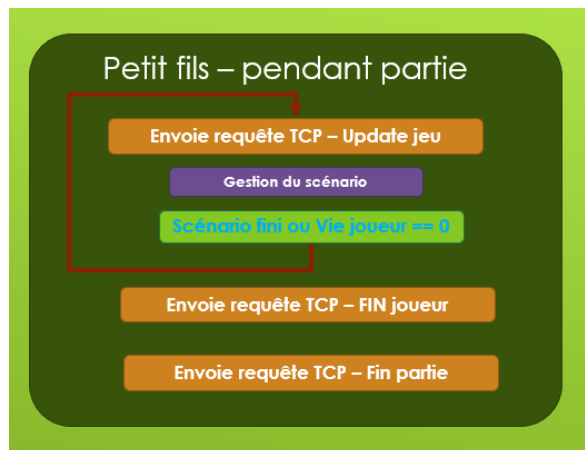 Petit fils – pendant partie
Envoie requête TCP – Update jeu
Gestion du scénario
Scénario fini ou Vie joueur == 0
Envoie requête TCP – FIN joueur
Envoie requête TCP – Fin partie